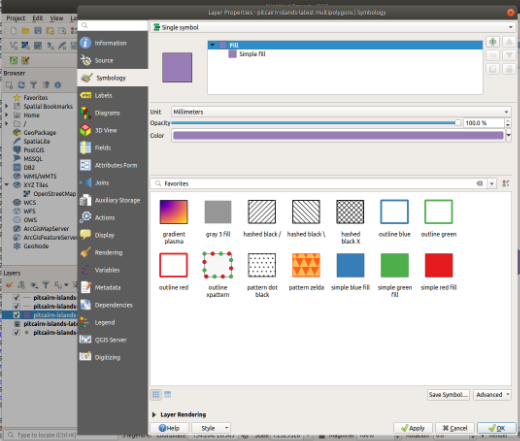 Layer Properties - pitcairn-islands-latest multipolygons | Symbology
Project Edit View La
Browser
Favorites
Spatial Bookmarks
Home
/
GeoPackage
SpatiaLite
PostGIS
MSSQL
DB2
WMS/WMTS
XYZ Tiles
OpenStreetMap
WCS
WFS
OWS
ArcGisMapServer
ArcGisFeatureServer
GeoNode
Layers
pitcairn-islands
pitcairn-islands
pitcairn-islands
pitcairn-islands-late
pitcairn-islands
Type to locate (Ctrl+K)
Information
Source
Symbology
Labels
Diagrams
3D View
Fields
Attributes Form
Joins
Auxiliary Storage
Actions
Display
Rendering
Variables
Metadata
Dependencies
Legend
QGIS Server
Digitizing
Single symbol
Fill
Simple fill
Unit Millimeters
Opacity 100.0 %
Color
Favorites
gradient plasma
gray 3 fill
hashed black /
hashed black \
hashed black X
outline blue
outline green
outline red
outline xpattern
pattern dot black
pattern zelda
simple blue fill
simple green fill
simple red fill
Save Symbol... Advanced
Layer Rendering
Help Style Apply Cancel OK